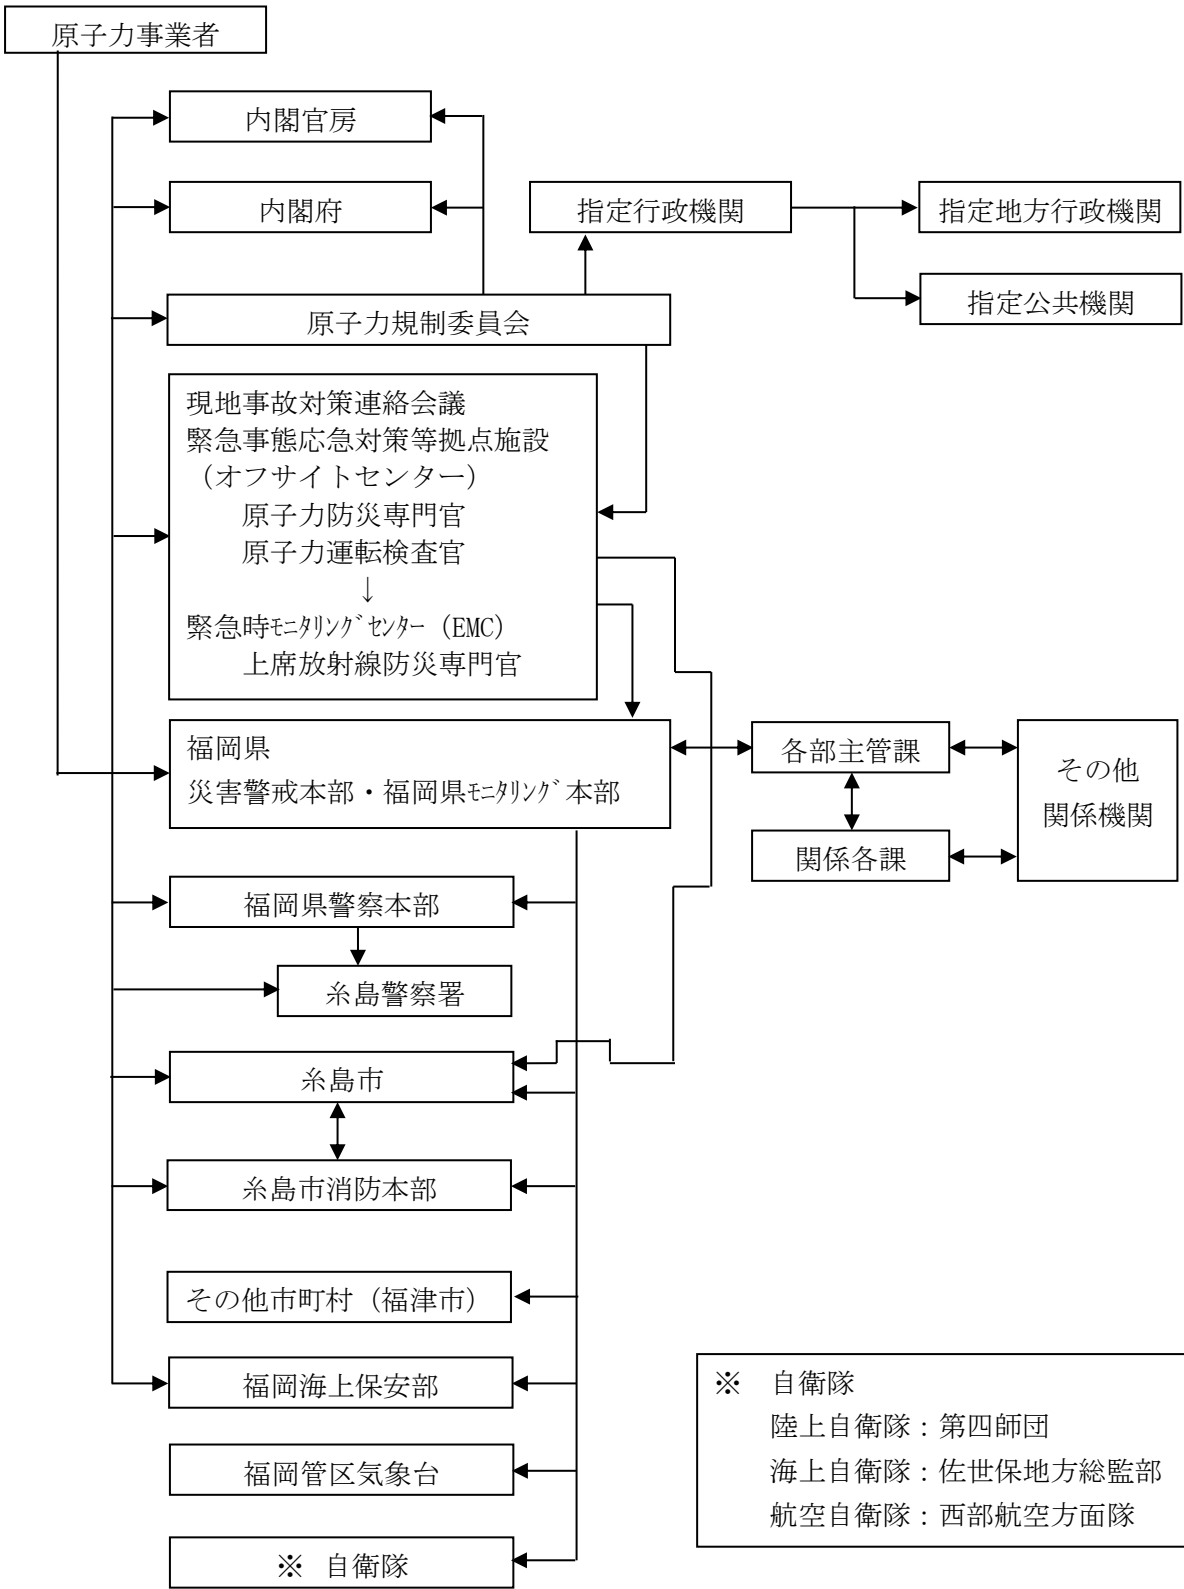 原子力事業者
内閣官房
内閣府
指定行政機関
指定地方行政機関
指定公共機関
原子力規制委員会
現地事故対策連絡会議
緊急事態応急対策等拠点施設
（オフサイトセンター）
原子力防災専門官
原子力運転検査官
↓
緊急時ﾓﾆﾀﾘﾝｸﾞｾﾝﾀｰ（EMC）
上席放射線防災専門官
福岡県
災害警戒本部・福岡県ﾓﾆﾀﾘﾝｸﾞ本部
各部主管課
関係各課
その他
関係機関
福岡県警察本部
糸島警察署
糸島市
糸島市消防本部
その他市町村（福津市）
福岡海上保安部
福岡管区気象台
※ 自衛隊
※ 自衛隊
陸上自衛隊：第四師団
海上自衛隊：佐世保地方総監部
航空自衛隊：西部航空方面隊